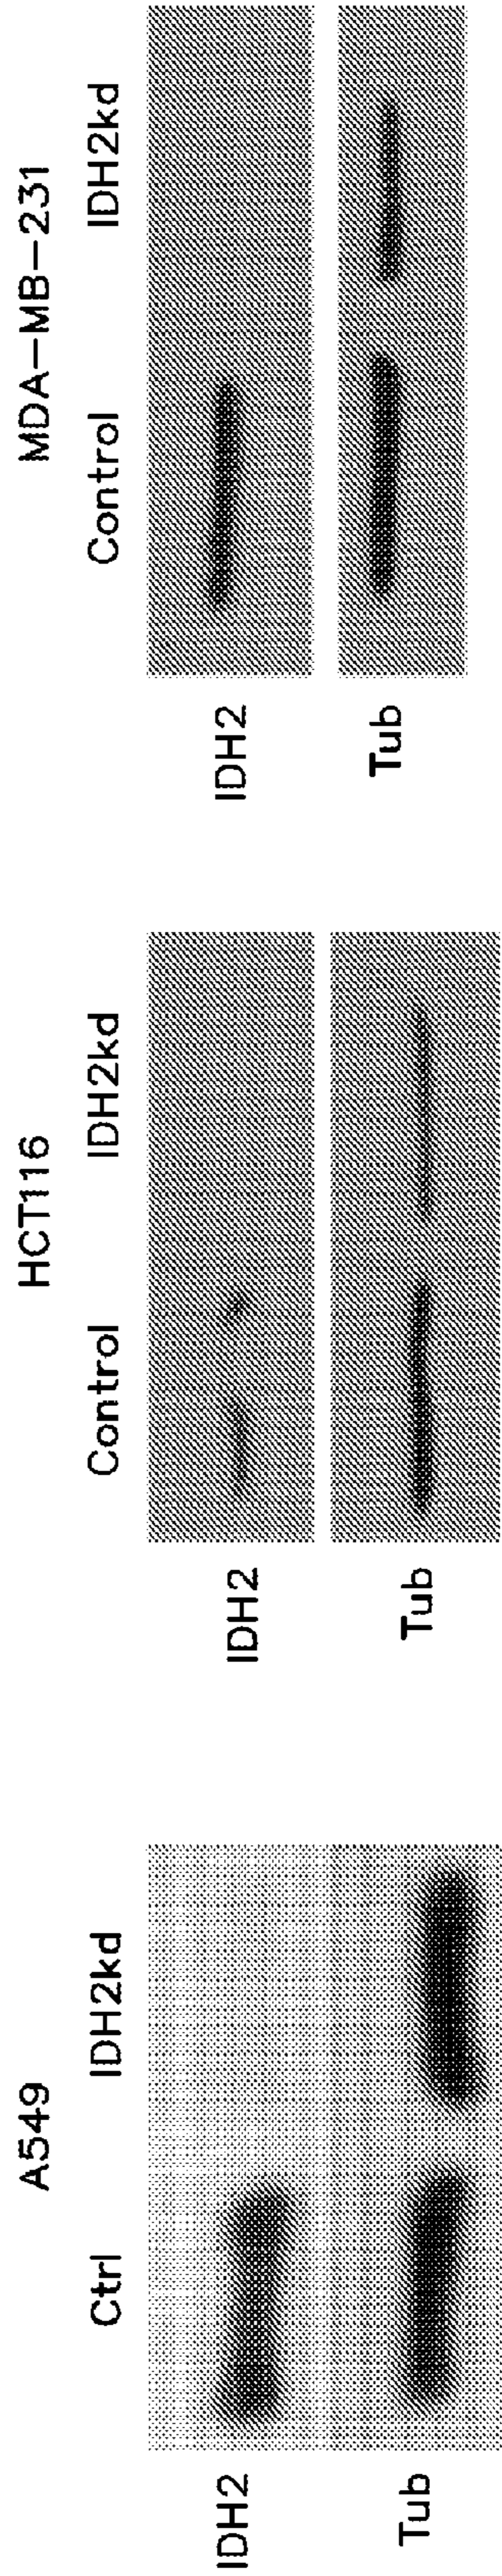 A549
Ctrl IDH2kd
IDH2
Tub
HCT116
Control IDH2kd
IDH2
Tub
MDA-MB-231
Control IDH2kd
IDH2
Tub